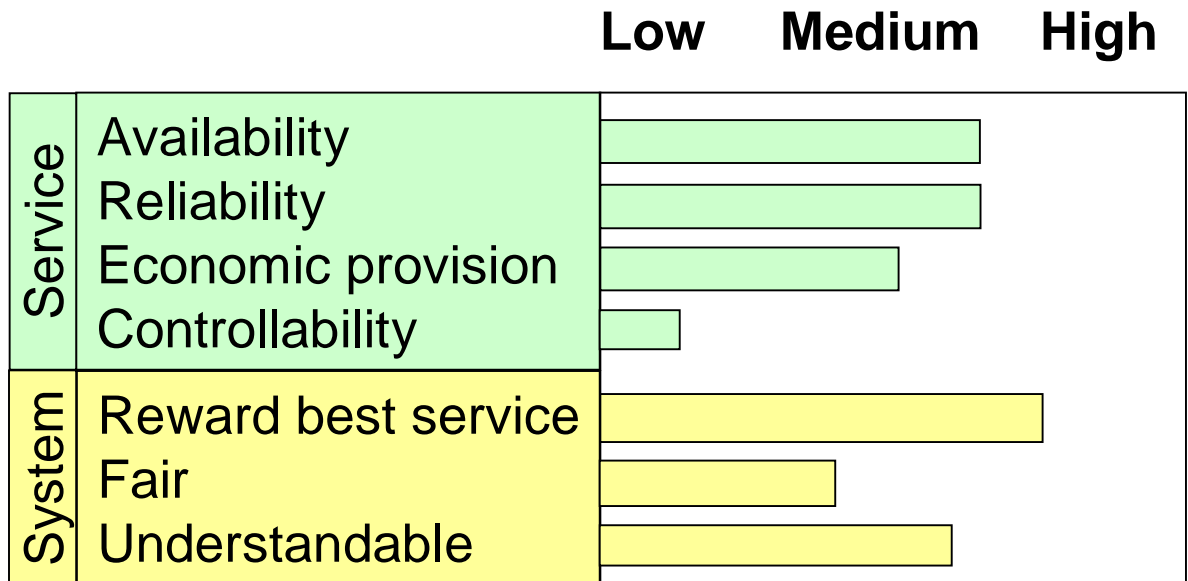 Low Medium High
Service
Availability
Reliability
Economic provision
Controllability
System
Reward best service
Fair
Understandable